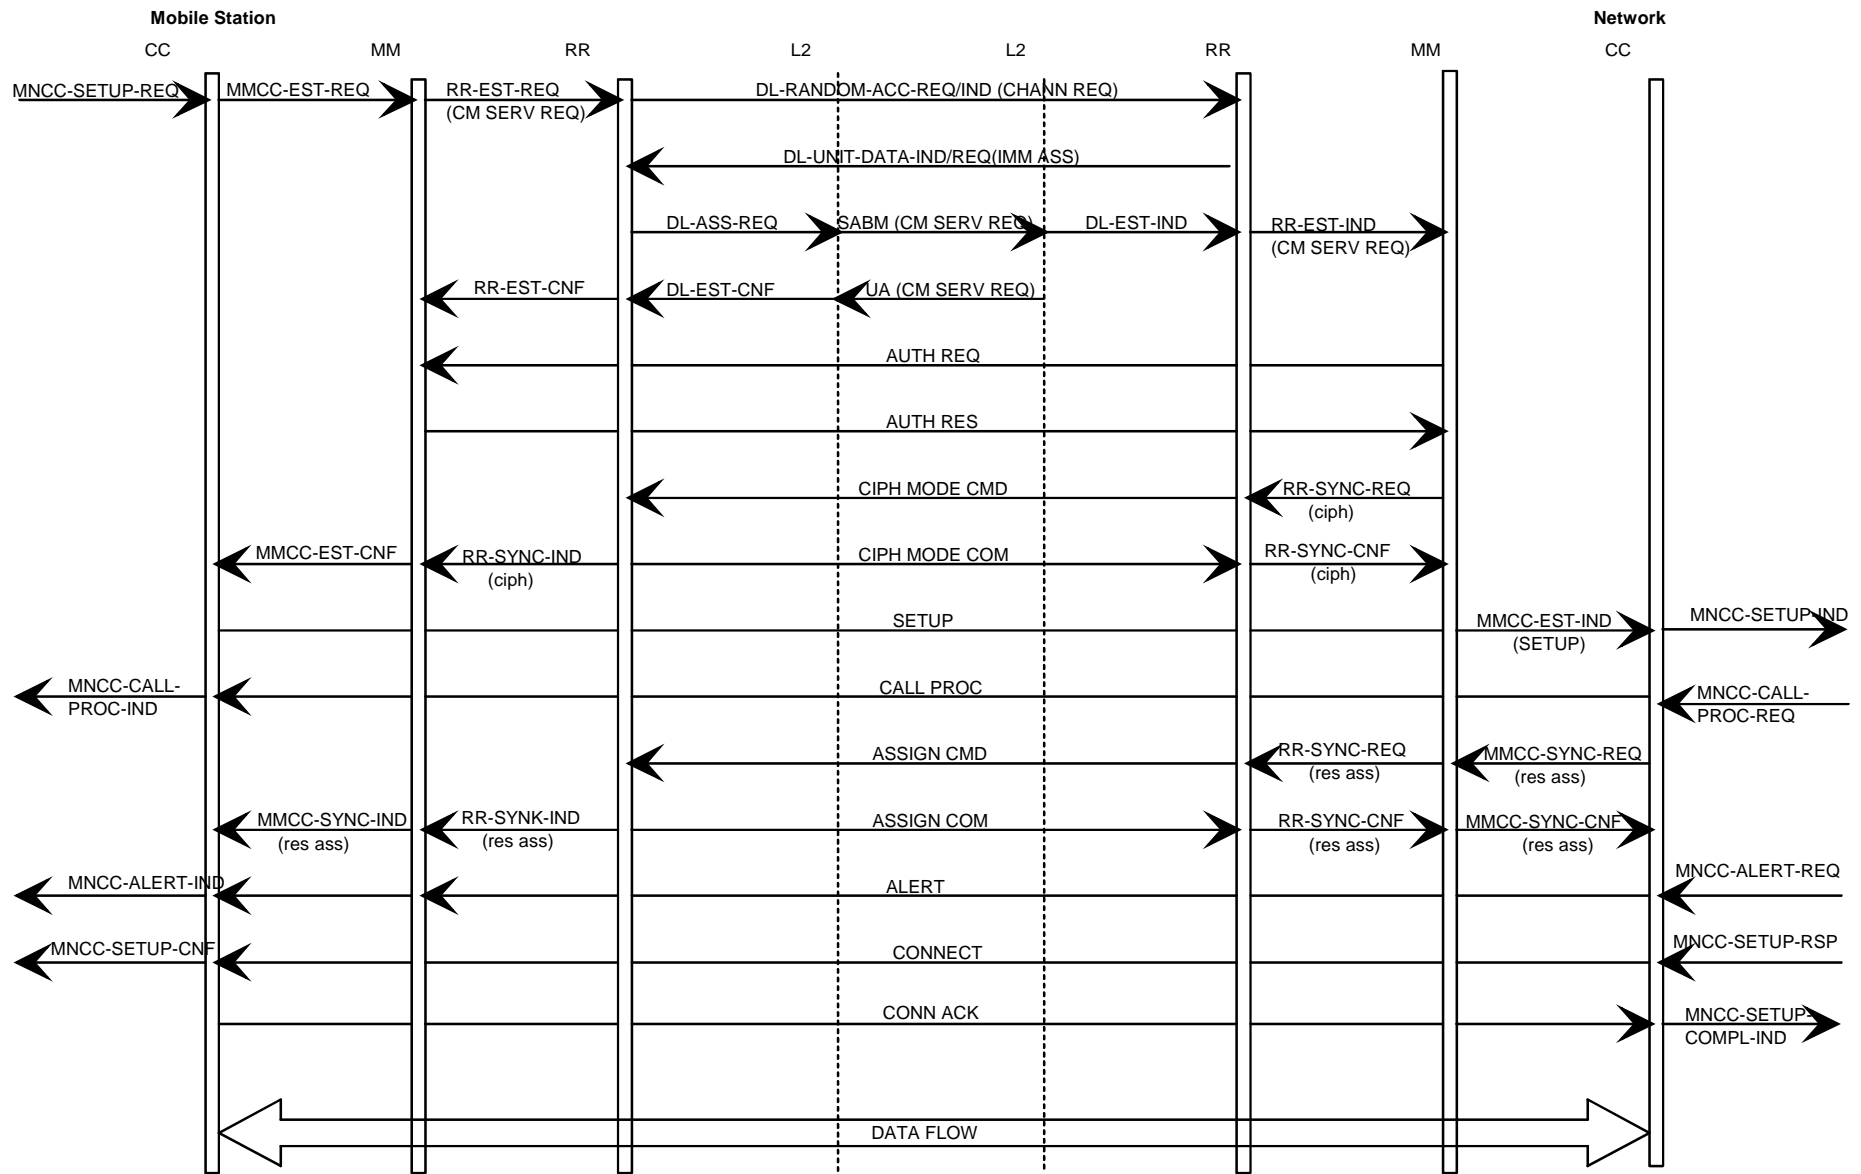 Mobile Station Network
CC MM RR L2 L2 RR MM CC
MNCC-SETUP-REQ MMCC-EST-REQ RR-EST-REQ DL-RANDOM-ACC-REQ/IND (CHANN REQ)
(CM SERV REQ)
DL-UNIT-DATA-IND/REQ(IMM ASS)
DL-ASS-REQ SABM (CM SERV REQ) DL-EST-IND RR-EST-IND
(CM SERV REQ)
RR-EST-CNF DL-EST-CNF UA (CM SERV REQ)
AUTH REQ
AUTH RES
CIPH MODE CMD RR-SYNC-REQ
(ciph)
MMCC-EST-CNF RR-SYNC-IND CIPH MODE COM RR-SYNC-CNF
(ciph) (ciph)
SETUP MMCC-EST-IND MNCC-SETUP-IND
(SETUP)
MNCC-CALL- CALL PROC MNCC-CALL-
PROC-IND PROC-REQ
ASSIGN CMD RR-SYNC-REQ MMCC-SYNC-REQ
(res ass) (res ass)
MMCC-SYNC-IND RR-SYNK-IND ASSIGN COM RR-SYNC-CNF MMCC-SYNC-CNF
(res ass) (res ass) (res ass) (res ass)
MNCC-ALERT-IND ALERT MNCC-ALERT-REQ
MNCC-SETUP-CNF CONNECT MNCC-SETUP-RSP
CONN ACK MNCC-SETUP-
COMPL-IND
DATA FLOW